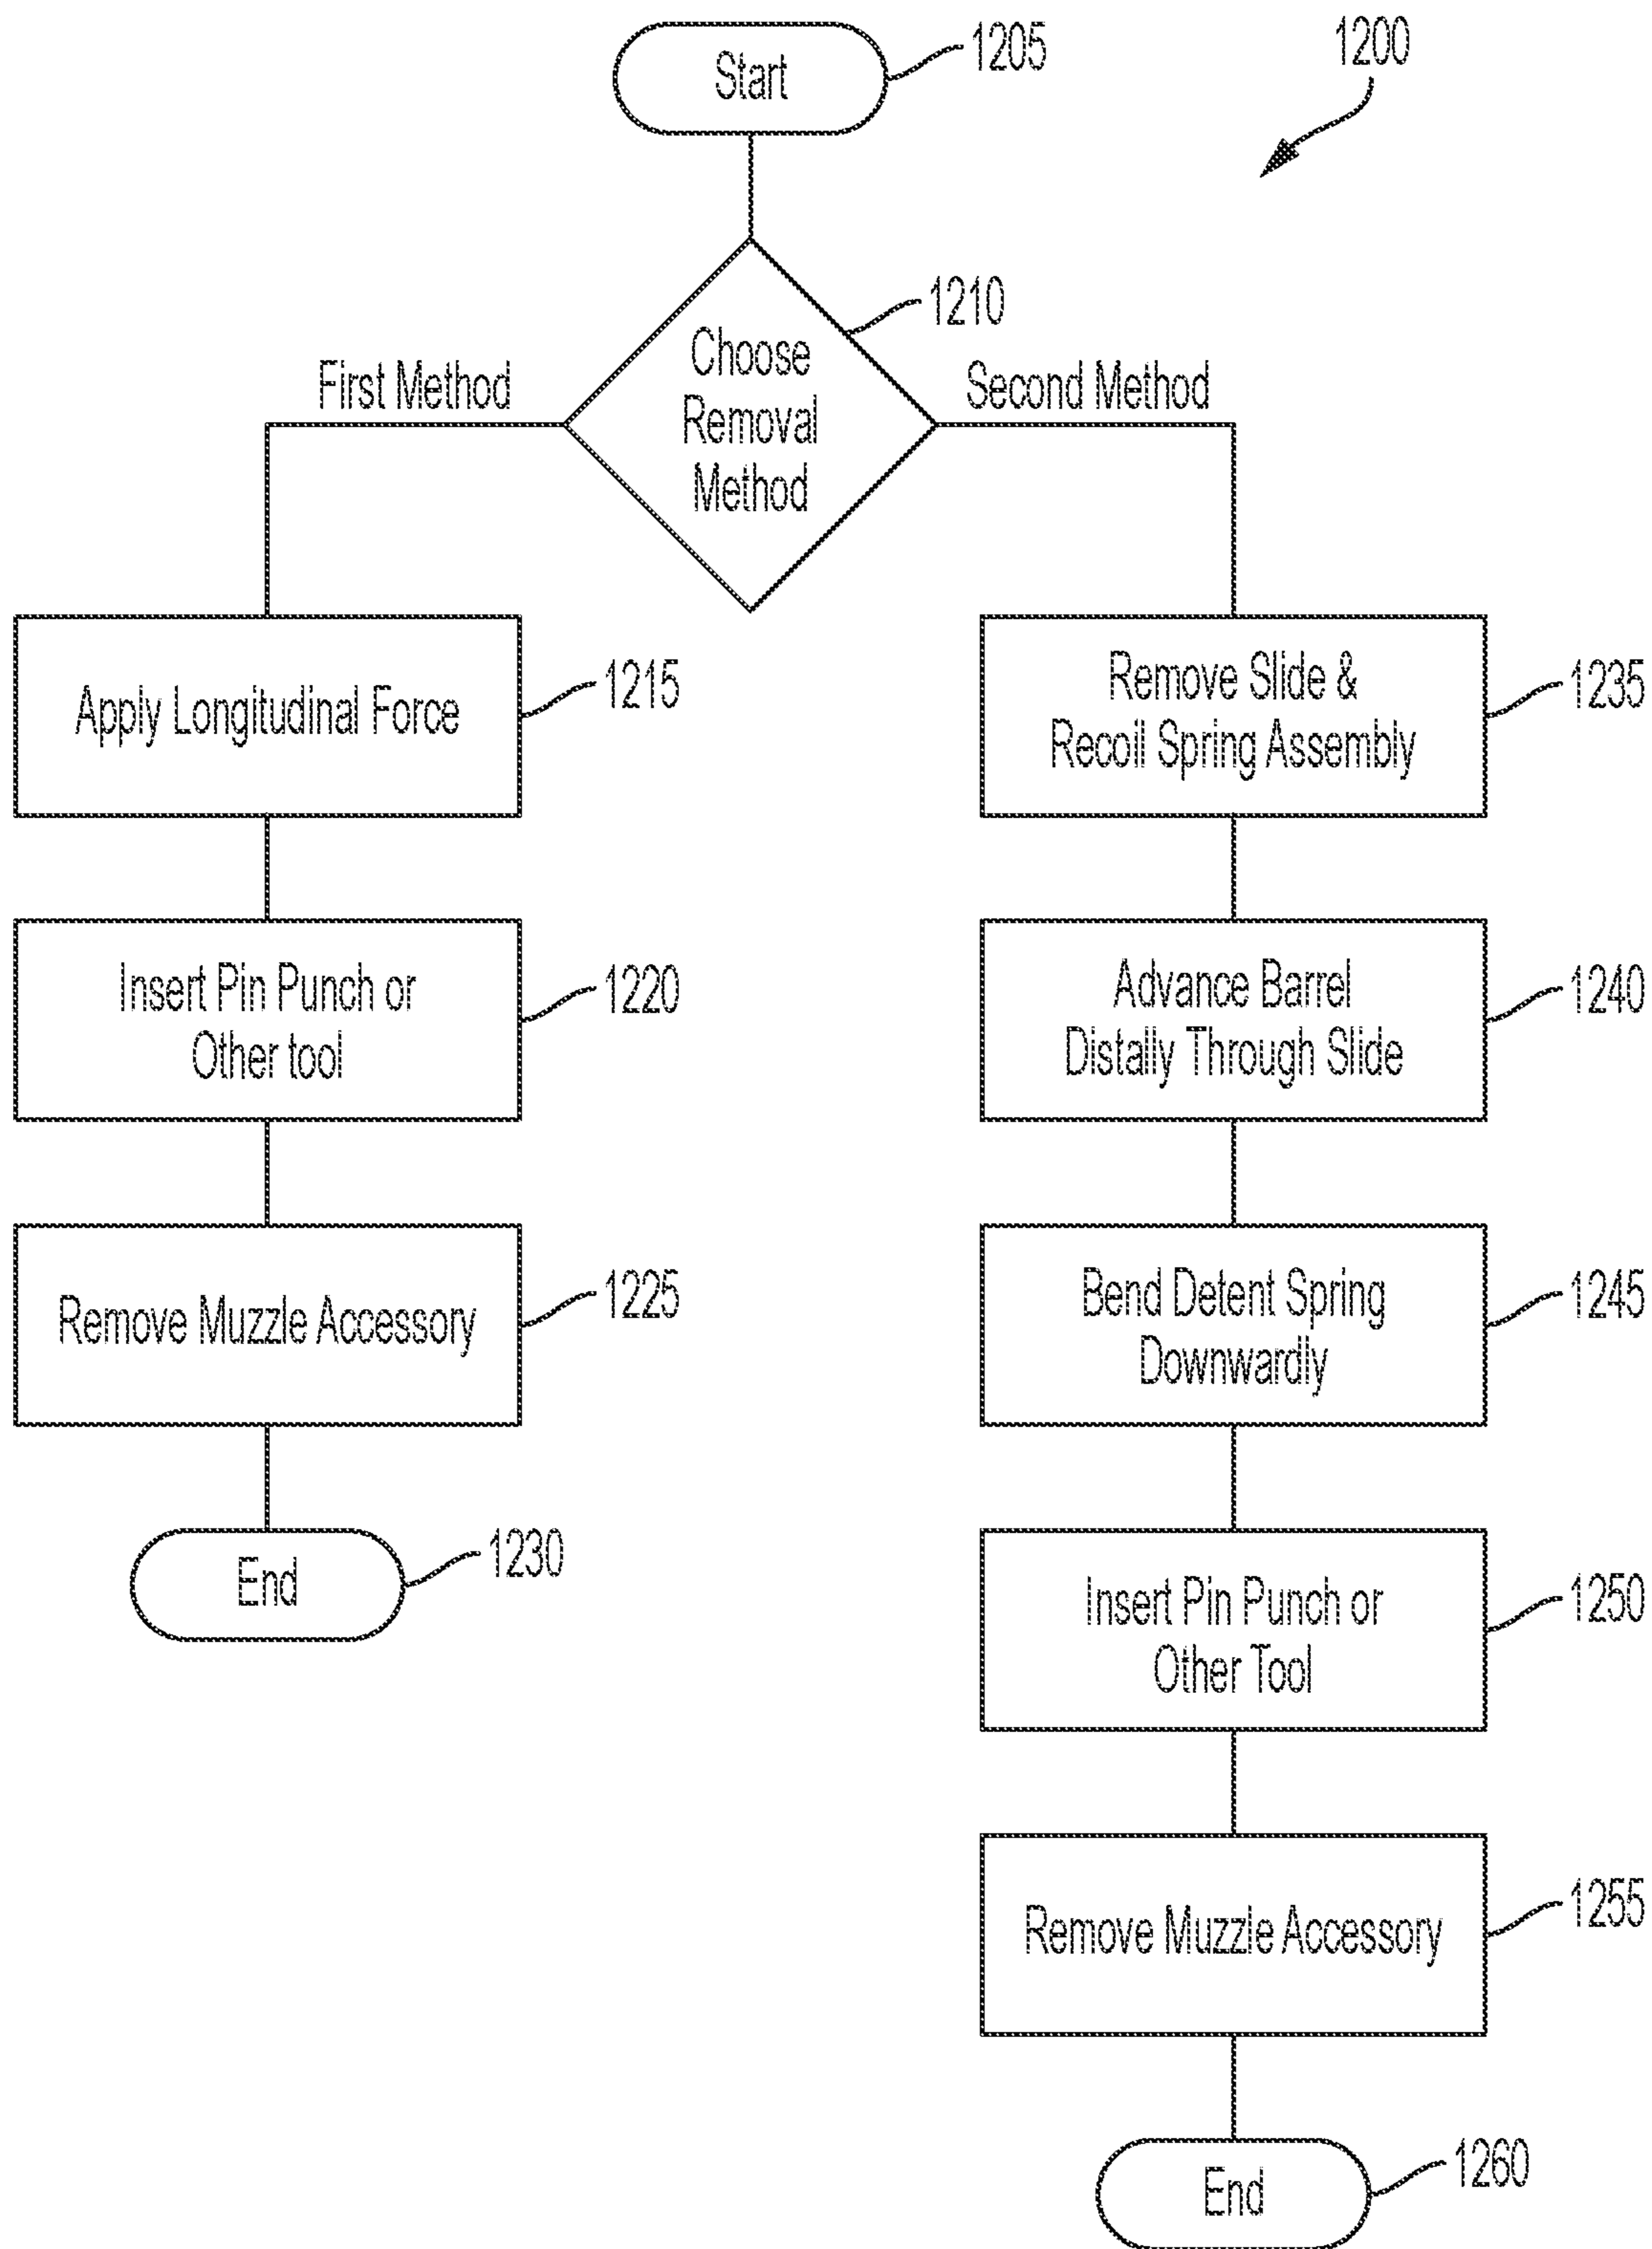 Start
1205
1200
Choose
Removal
Method
1210
First Method
Second Method
Apply Longitudinal Force
1215
Insert Pin Punch or
Other tool
1220
Remove Muzzle Accessory
1225
End
1230
Remove Slide &
Recoil Spring Assembly
1235
Advance Barrel
Distally Through Slide
1240
Bend Detent Spring
Downwardly
1245
Insert Pin Punch or
Other Tool
1250
Remove Muzzle Accessory
1255
End
1260